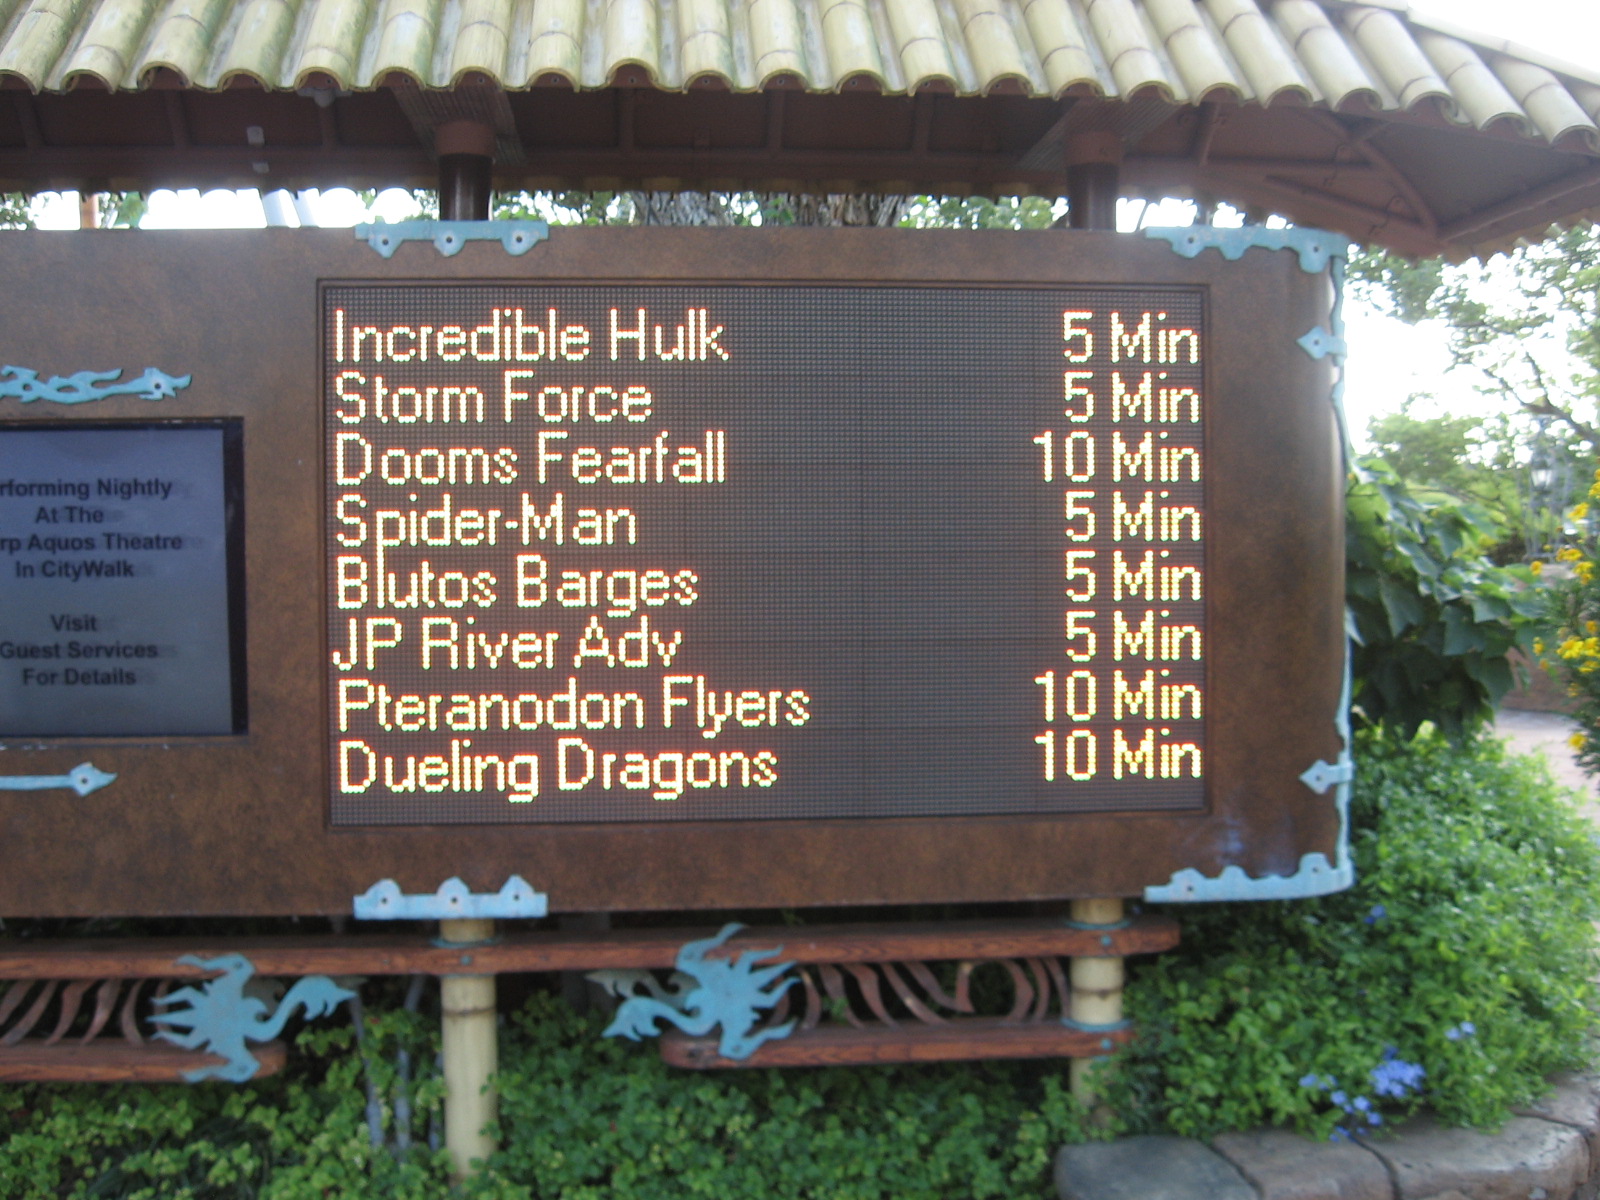 rforming Nightly
At The
rp Aquos Theatre
In CityWalk
Visit
Guest Services
For Details
Incredible Hulk 5 Min
Storm Force 5 Min
Dooms Fearfall 10 Min
Spider-Man 5 Min
Blutos Barges 5 Min
JP River Adv 5 Min
Pteranodon Flyers 10 Min
Dueling Dragons 10 Min